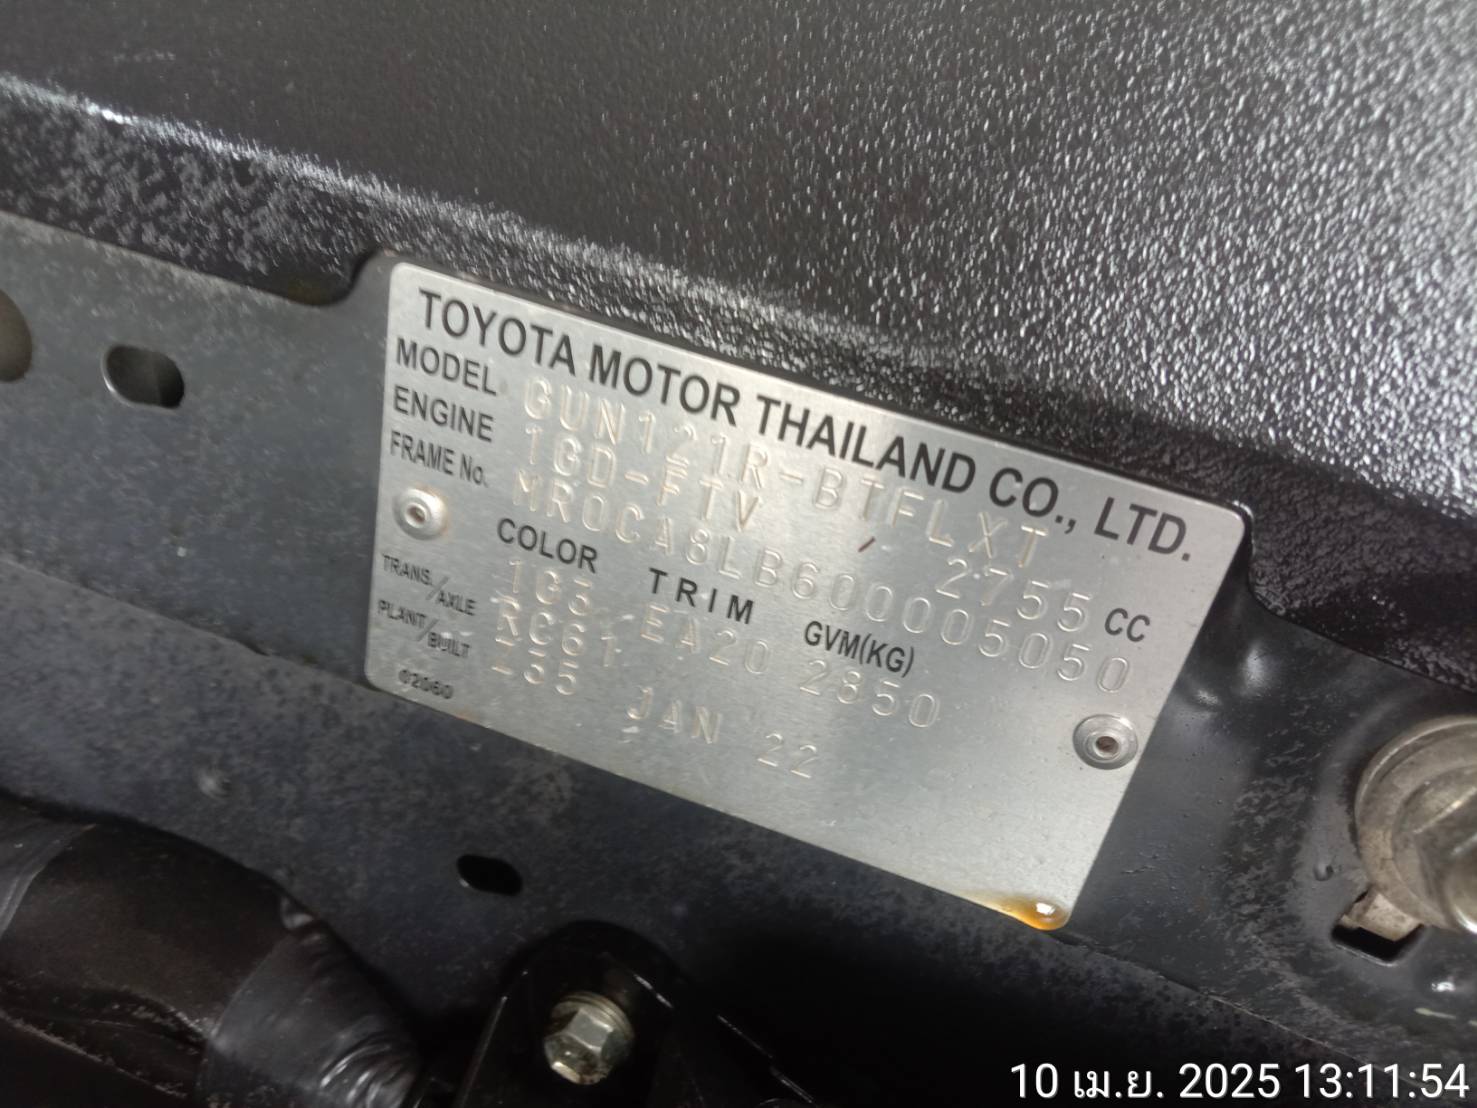 TOYOTA MOTOR THAILAND CO., LTD.
MODEL GUN121R-BTFLXT
ENGINE 1GD-FTV 2755 CC
FRAME No. MR0CA8LB600005050
COLOR TRIM GVM(KG)
1G3 EA20 2850
TRANS./AXLE RC61
PLANT/BUILT Z35 JAN 22
02060
10 เม.ย. 2025 13:11:54